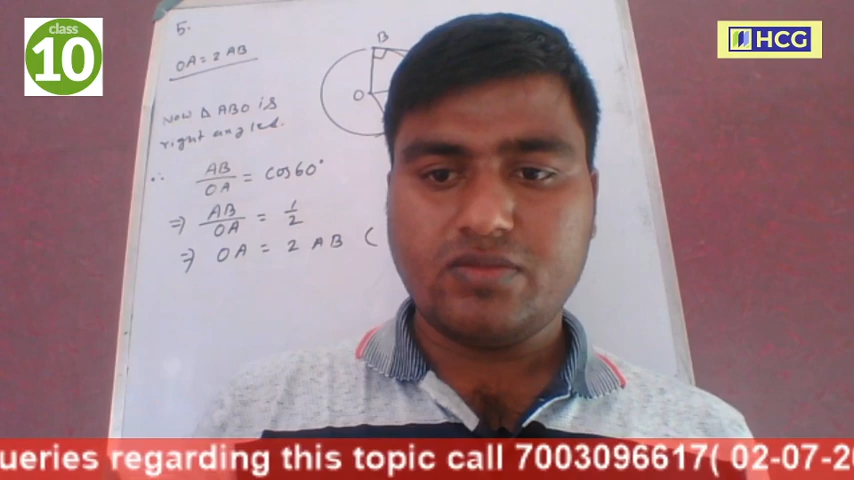 class
10
HCG
5.
OA = 2 AB
B
O
Now Δ ABO is
right angled.
∴ AB/OA = cos60°
⇒ AB/OA = 1/2
⇒ OA = 2 AB (
ueries regarding this topic call 7003096617( 02-07-20